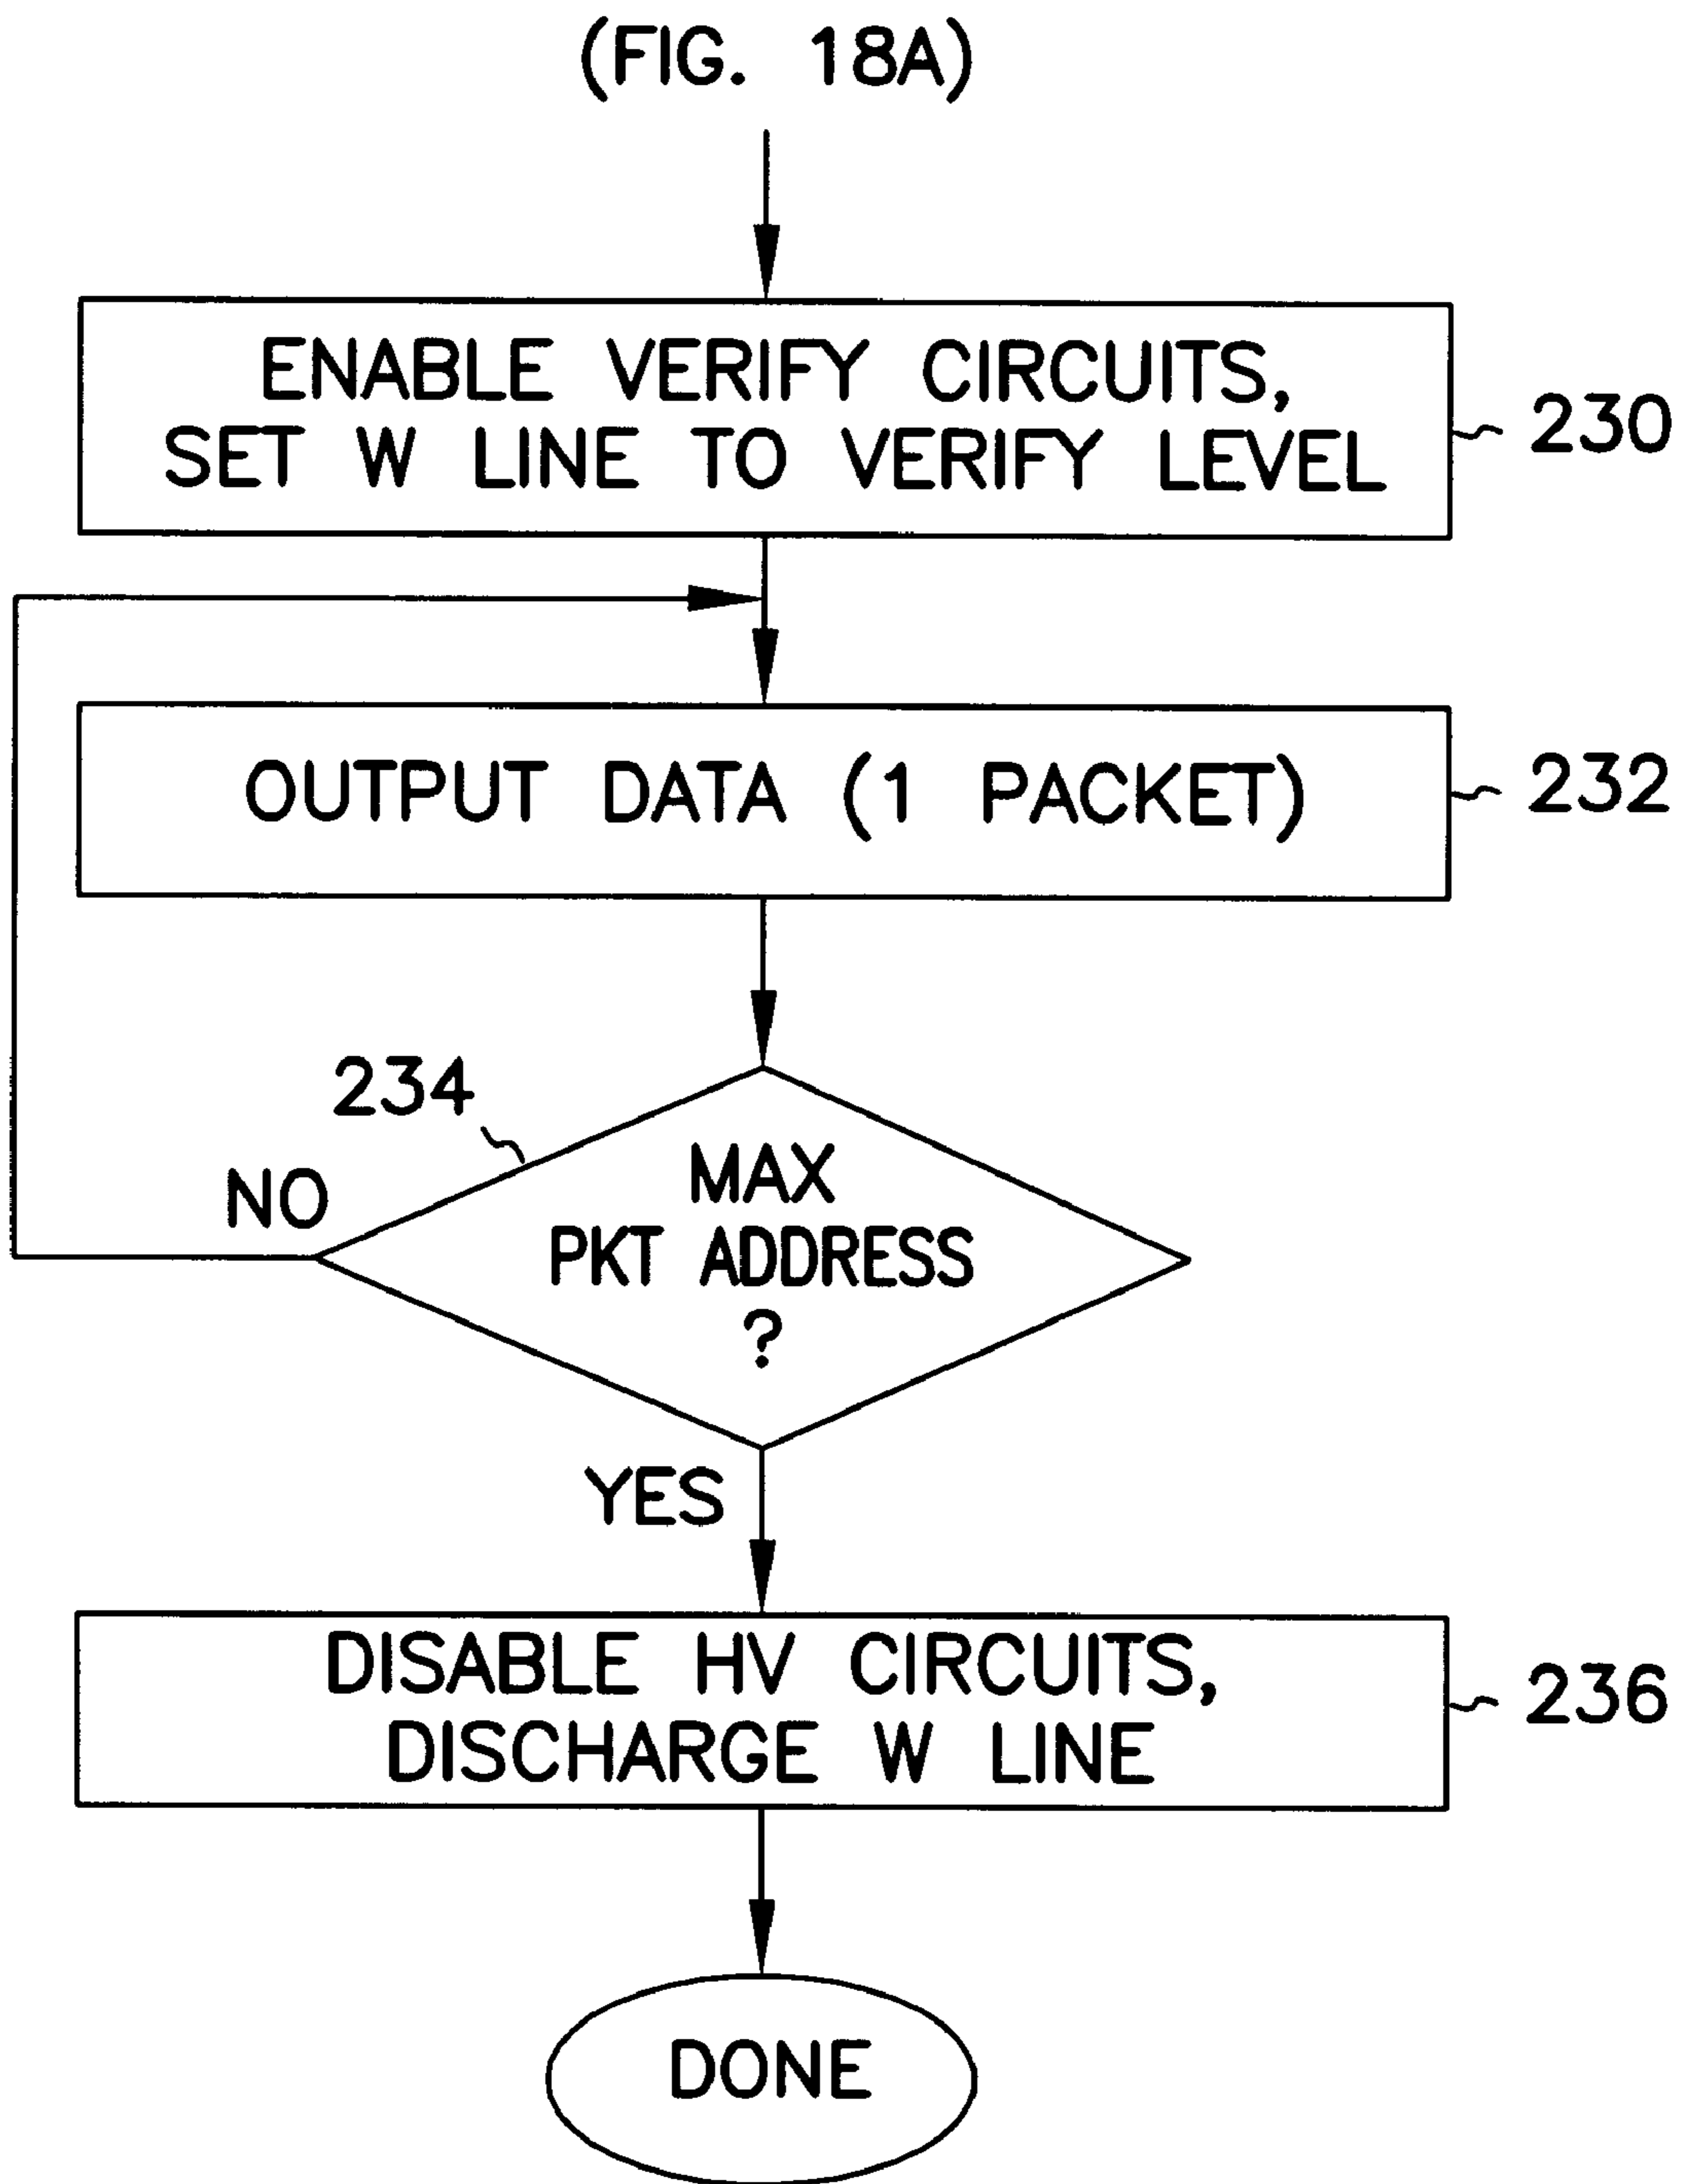 (FIG. 18A)
ENABLE VERIFY CIRCUITS,
SET W LINE TO VERIFY LEVEL
230
OUTPUT DATA (1 PACKET)
232
234
NO
MAX
PKT ADDRESS
?
YES
DISABLE HV CIRCUITS,
DISCHARGE W LINE
236
DONE